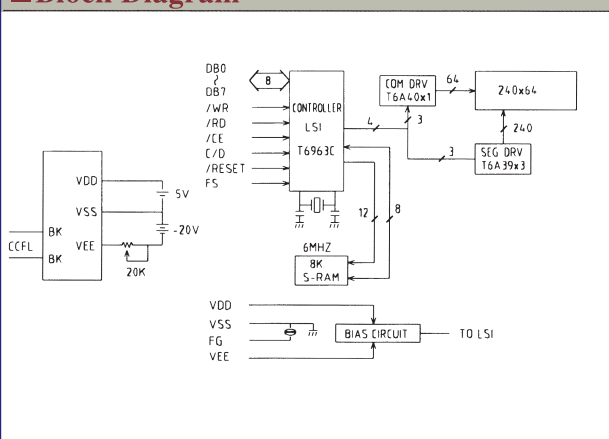 Block Diagram
DB0
≀
DB7
8
/WR
/RD
/CE
C/D
/RESET
FS
CONTROLLER
LSI
T6963C
4
3
COM DRV
T6A40x1
64
240x64
240
3
SEG DRV
T6A39x3
12
8
6MHZ
8K
S-RAM
VDD
VSS
VEE
BK
BK
CCFL
5V
-20V
20K
VDD
VSS
FG
VEE
BIAS CIRCUIT
TO LSI